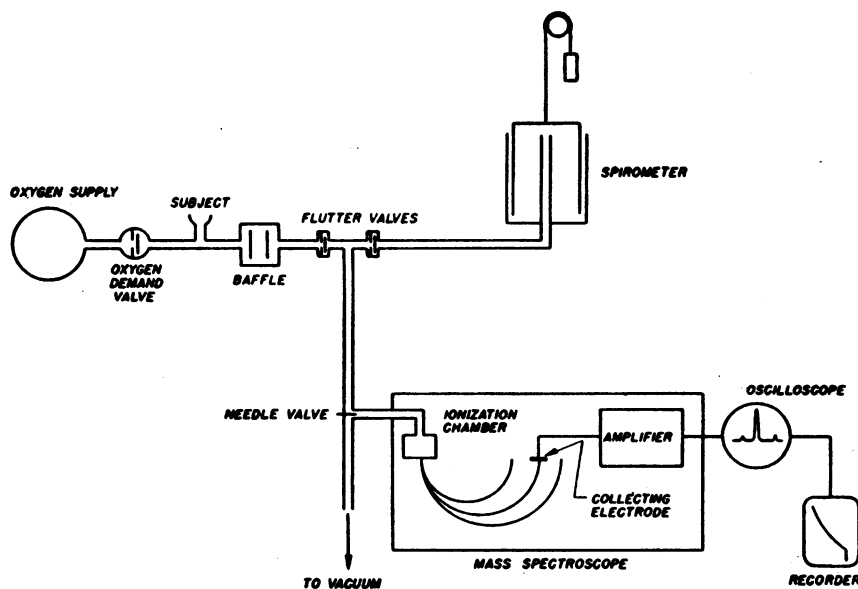 SPIROMETER
OXYGEN SUPPLY
SUBJECT
FLUTTER VALVES
OXYGEN
DEMAND
VALVE
BAFFLE
NEEDLE VALVE
IONIZATION
CHAMBER
AMPLIFIER
OSCILLOSCOPE
COLLECTING
ELECTRODE
MASS SPECTROSCOPE
TO VACUUM
RECORDER